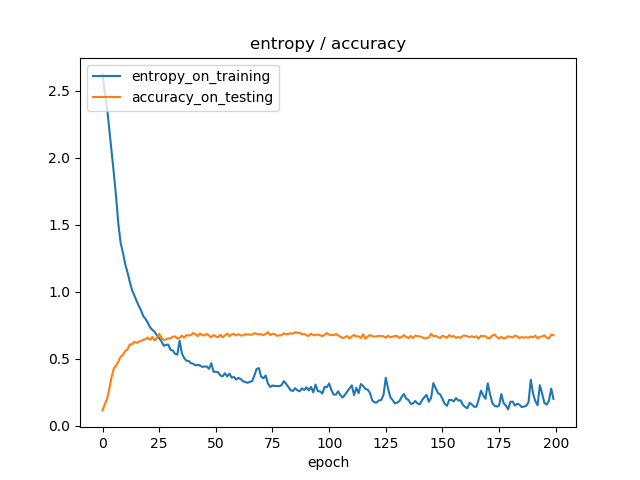 entropy / accuracy
entropy_on_training
accuracy_on_testing
2.5
2.0
1.5
1.0
0.5
0.0
0 25 50 75 100 125 150 175 200
epoch